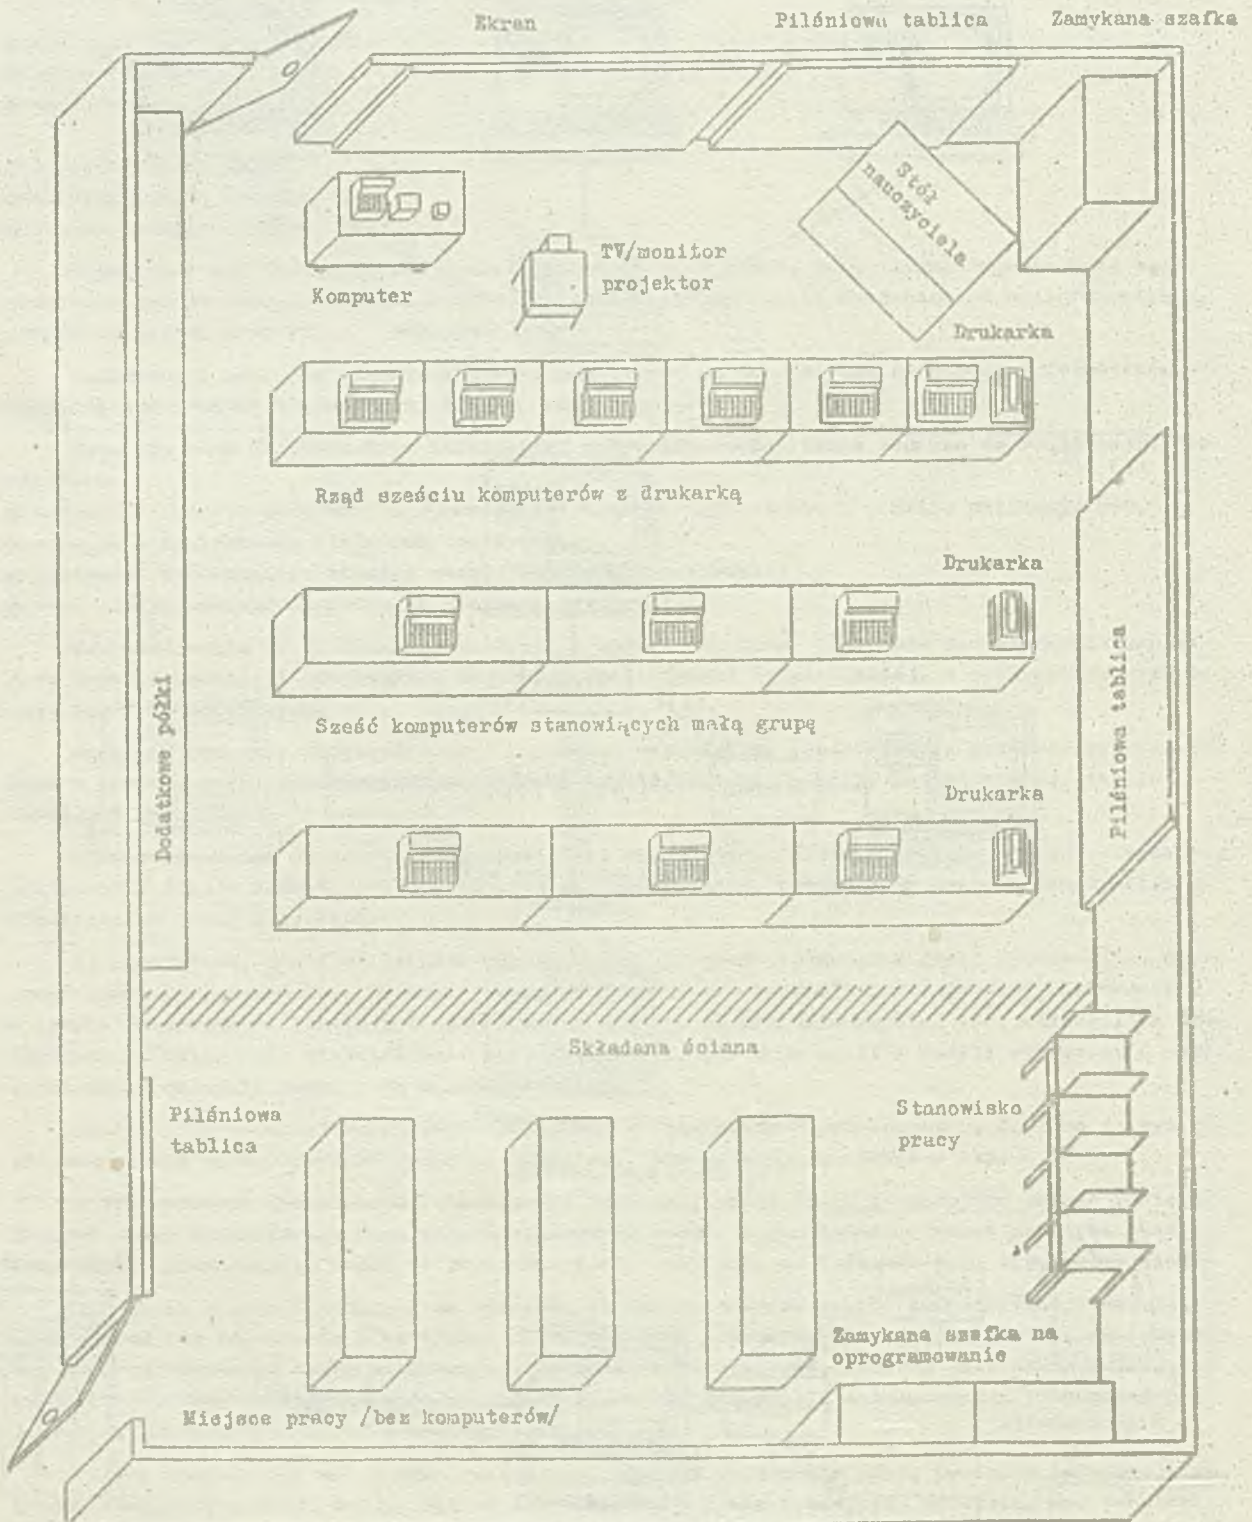 Ekran
Pilśniowa tablica
Zamykana szafka
Stół
nauczyciela
TV/monitor
projektor
Komputer
Drukarka
Rząd sześciu komputerów z drukarką
Drukarka
Sześć komputerów stanowiących małą grupę
Dodatkowe półki
Pilśniowa tablica
Drukarka
Składana ściana
Pilśniowa
tablica
Stanowisko
pracy
Zamykana szafka na
oprogramowanie
Miejsce pracy /bez komputerów/